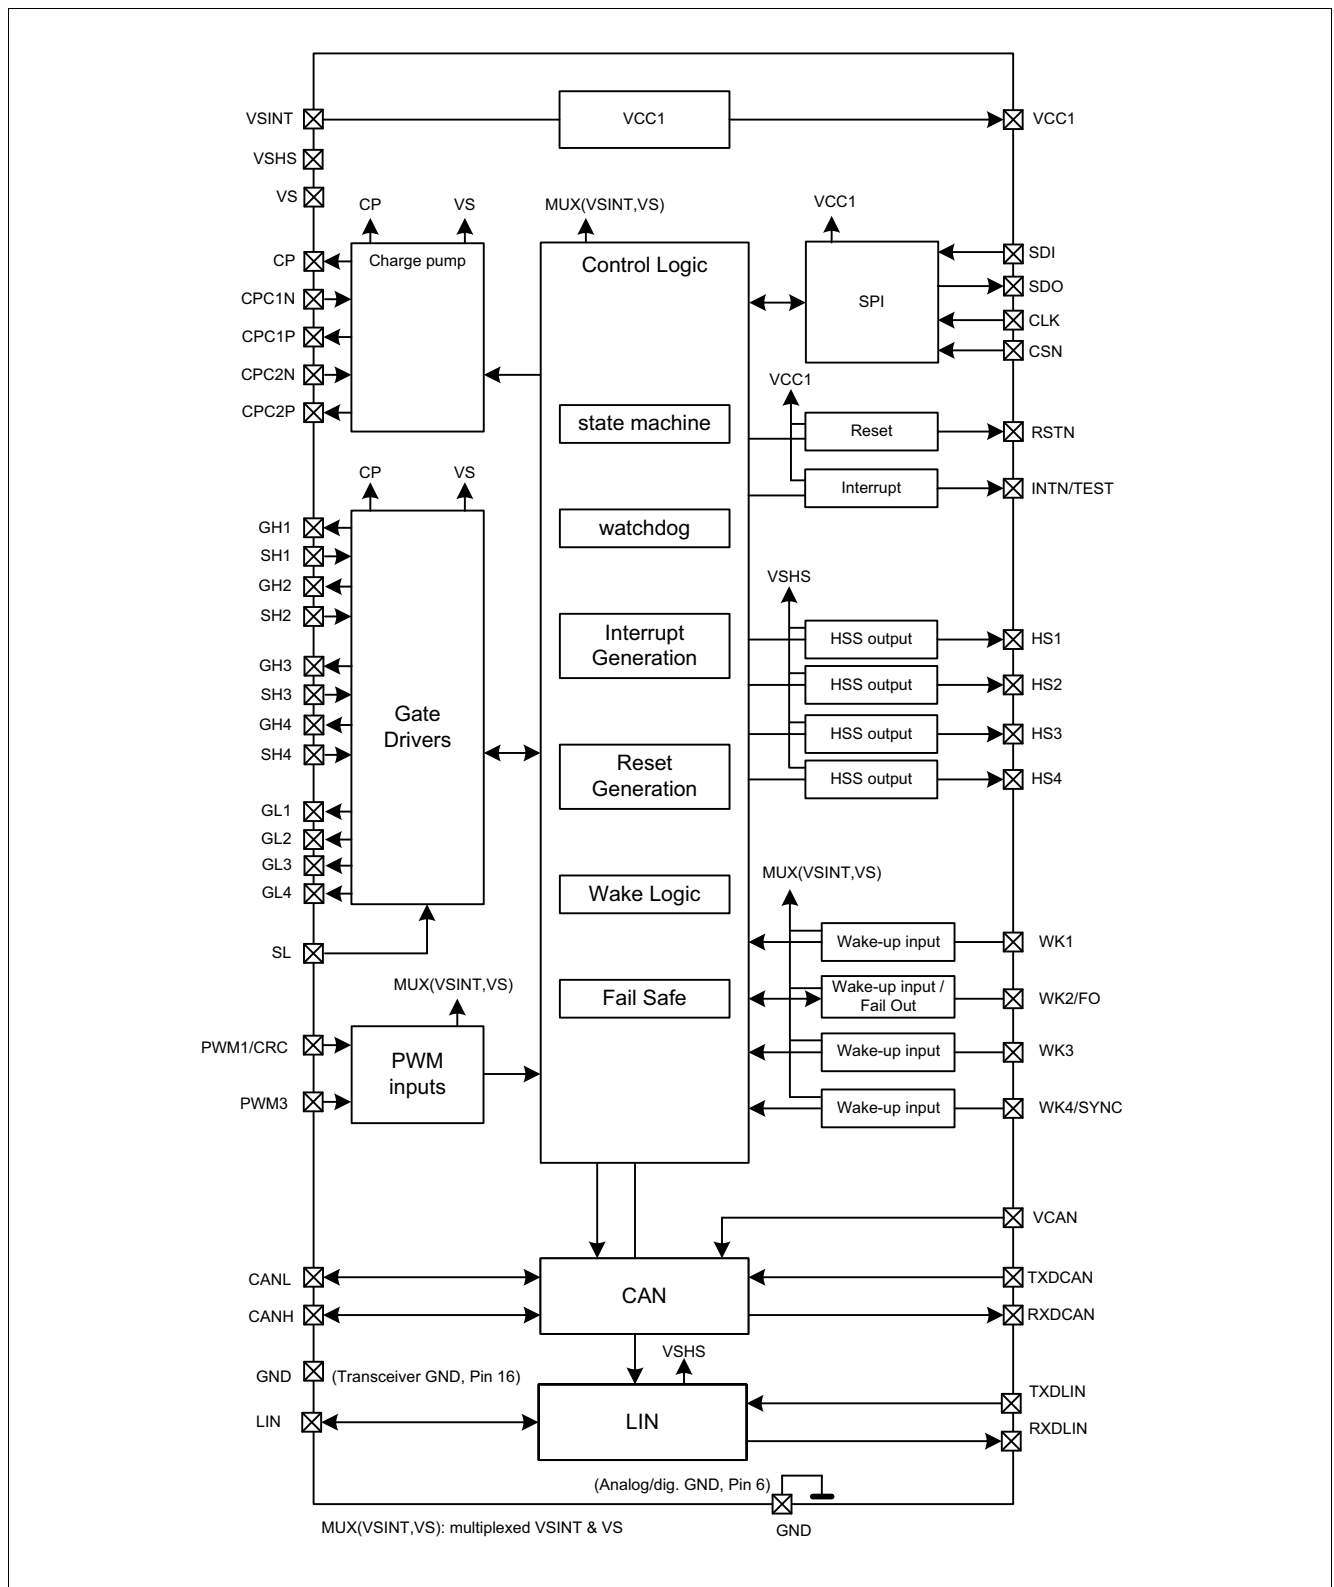 VSINT
VCC1
VCC1
VSHS
VS
CP
VS
MUX(VSINT,VS)
VCC1
CP
Charge pump
Control Logic
SDI
CPC1N
SPI
SDO
CPC1P
CLK
CSN
CPC2N
VCC1
CPC2P
state machine
Reset
RSTN
CP
VS
Interrupt
INTN/TEST
GH1
watchdog
SH1
GH2
VSHS
SH2
Interrupt
Generation
HSS output
HS1
GH3
HSS output
HS2
SH3
Gate
Drivers
GH4
HSS output
HS3
SH4
Reset
Generation
HSS output
HS4
GL1
GL2
GL3
MUX(VSINT,VS)
GL4
Wake Logic
SL
Wake-up input
WK1
MUX(VSINT,VS)
Fail Safe
Wake-up input /
Fail Out
WK2/FO
PWM1/CRC
PWM
inputs
Wake-up input
WK3
PWM3
Wake-up input
WK4/SYNC
VCAN
CANL
CAN
TXDCAN
CANH
RXDCAN
VSHS
GND
(Transceiver GND, Pin 16)
TXDLIN
LIN
LIN
RXDLIN
(Analog/dig. GND, Pin 6)
MUX(VSINT,VS): multiplexed VSINT & VS
GND